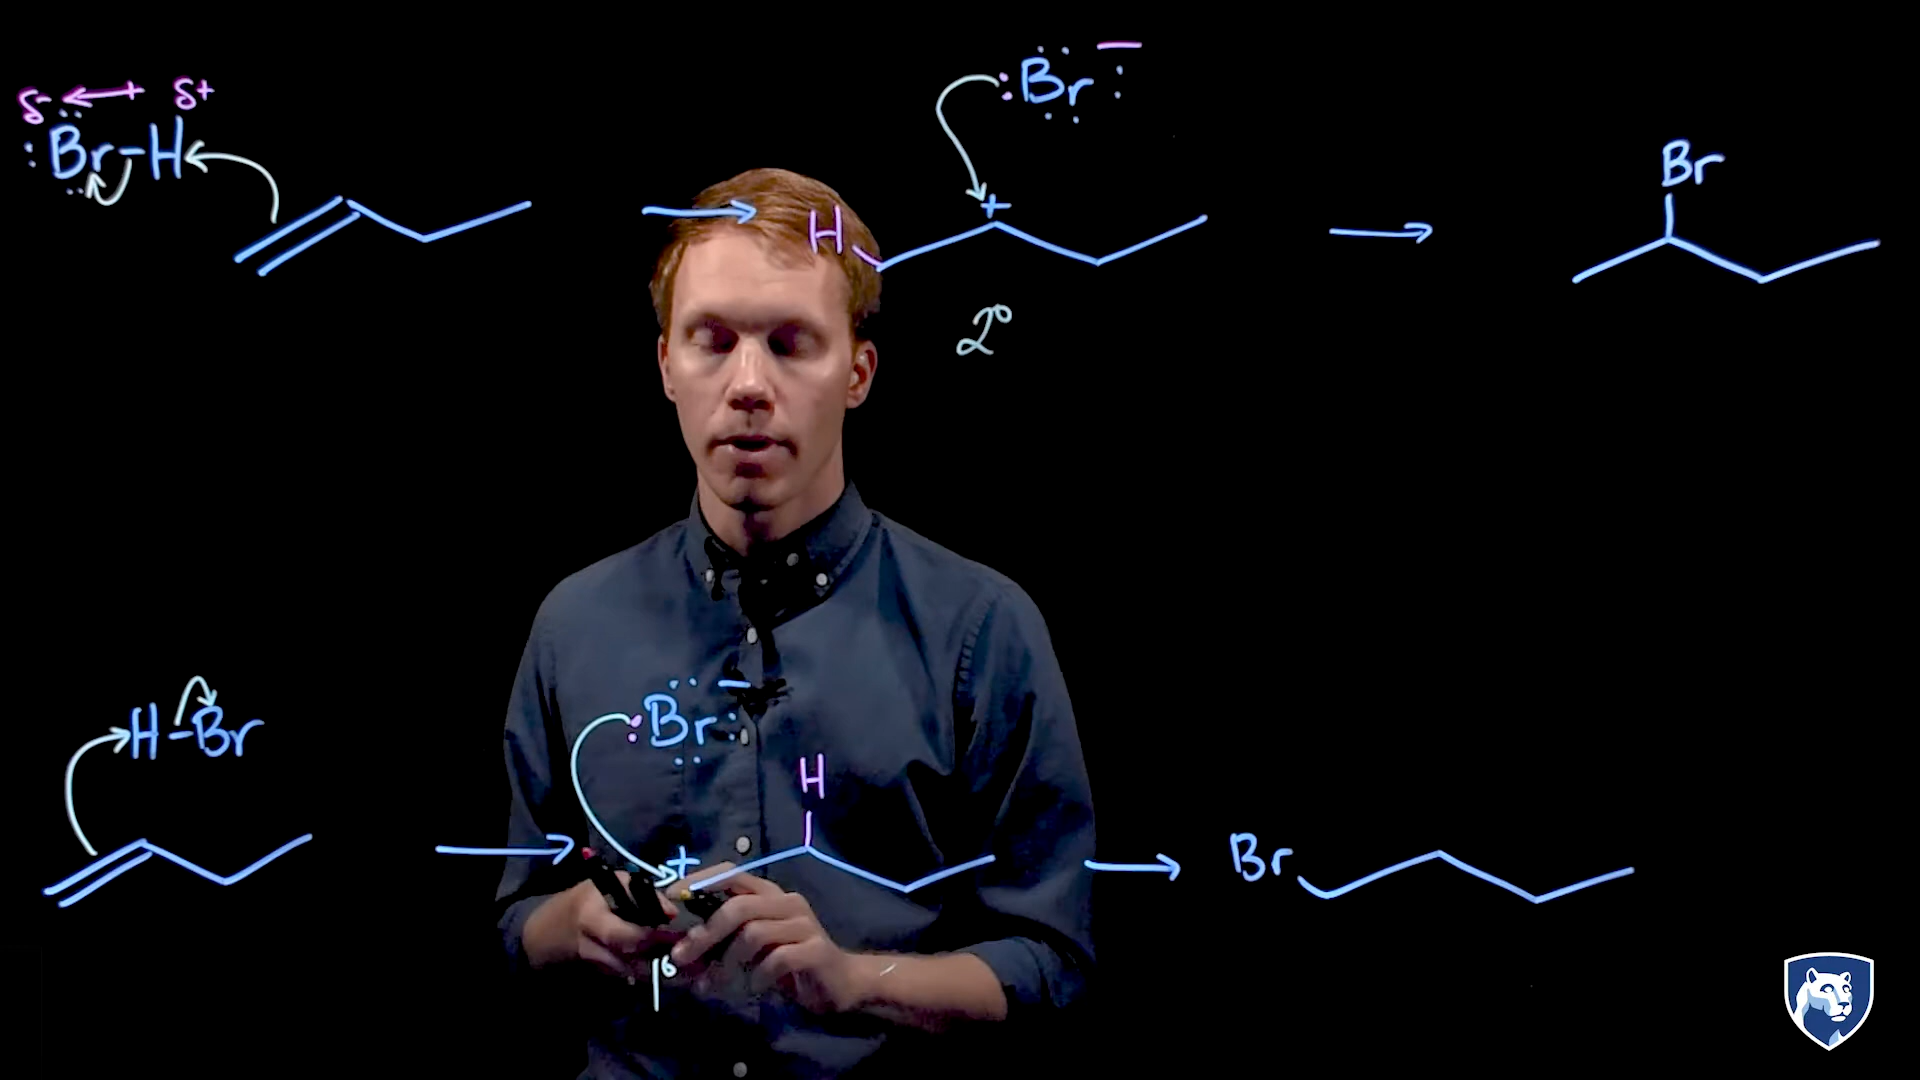 δ- δ+
:Br-H
:Br: −
+
H
2°
Br
H-Br
:Br: −
H
+
1°
Br